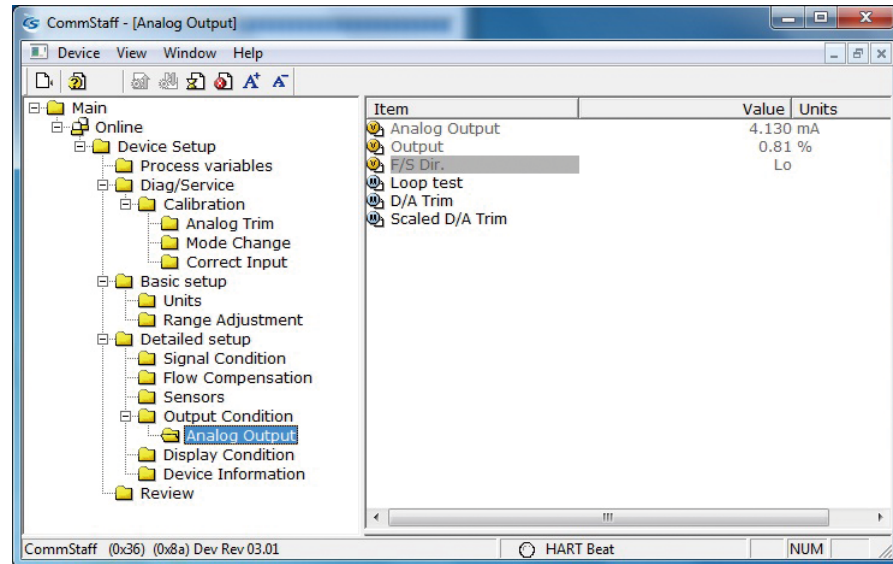 CommStaff - [Analog Output]
Device View Window Help
A+ A-
Main
Online
Device Setup
Process variables
Diag/Service
Calibration
Analog Trim
Mode Change
Correct Input
Basic setup
Units
Range Adjustment
Detailed setup
Signal Condition
Flow Compensation
Sensors
Output Condition
Analog Output
Display Condition
Device Information
Review
Item Value Units
Analog Output 4.130 mA
Output 0.81 %
F/S Dir. Lo
Loop test
D/A Trim
Scaled D/A Trim
CommStaff (0x36) (0x8a) Dev Rev 03.01 HART Beat NUM